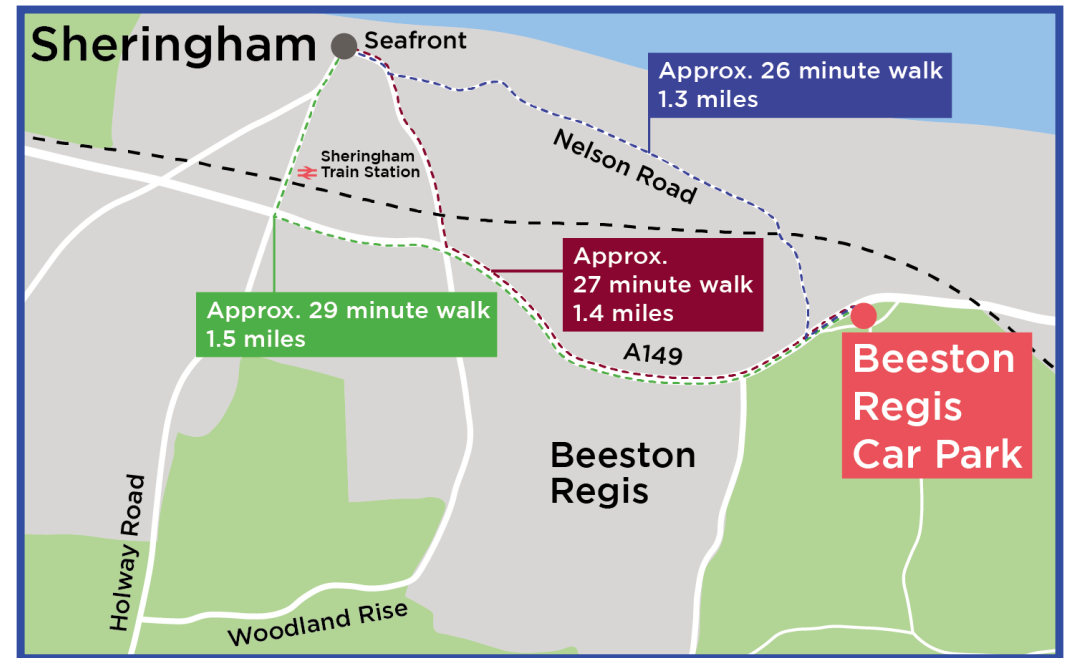 Sheringham
Seafront
Approx. 26 minute walk
1.3 miles
Nelson Road
Sheringham
Train Station
Approx.
27 minute walk
1.4 miles
Approx. 29 minute walk
1.5 miles
A149
Beeston
Regis
Car Park
Beeston
Regis
Holway Road
Woodland Rise